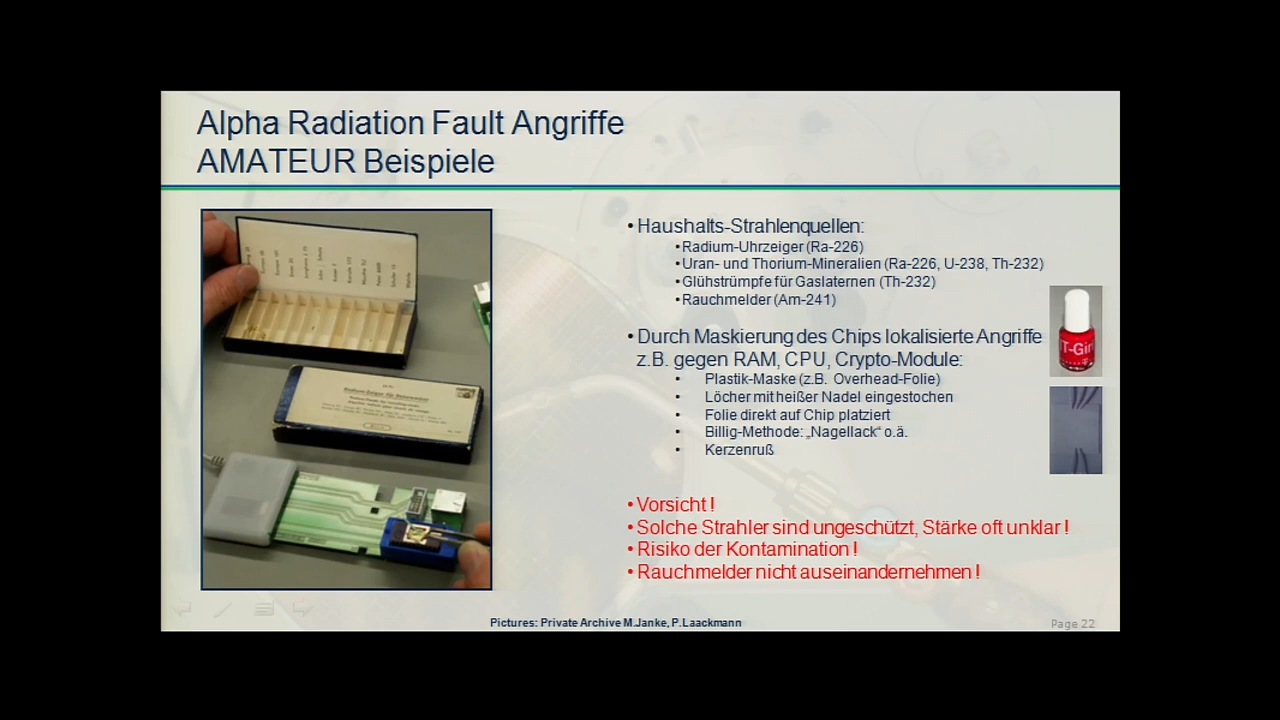 Alpha Radiation Fault Angriffe
AMATEUR Beispiele
• Haushalts-Strahlenquellen:
• Radium-Uhrzeiger (Ra-226)
• Uran- und Thorium-Mineralien (Ra-226, U-238, Th-232)
• Glühstrümpfe für Gaslaternen (Th-232)
• Rauchmelder (Am-241)
• Durch Maskierung des Chips lokalisierte Angriffe
z.B. gegen RAM, CPU, Crypto-Module:
• Plastik-Maske (z.B. Overhead-Folie)
• Löcher mit heißer Nadel eingestochen
• Folie direkt auf Chip platziert
• Billig-Methode: „Nagellack“ o.ä.
• Kerzenruß
• Vorsicht !
• Solche Strahler sind ungeschützt, Stärke oft unklar !
• Risiko der Kontamination !
• Rauchmelder nicht auseinandernehmen !
Pictures: Private Archive M.Janke, P.Laackmann
Page 22